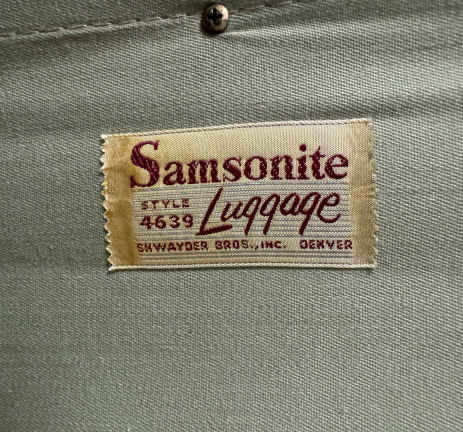 Samsonite
STYLE
4639 Luggage
SHWAYDER BROS., INC. DENVER